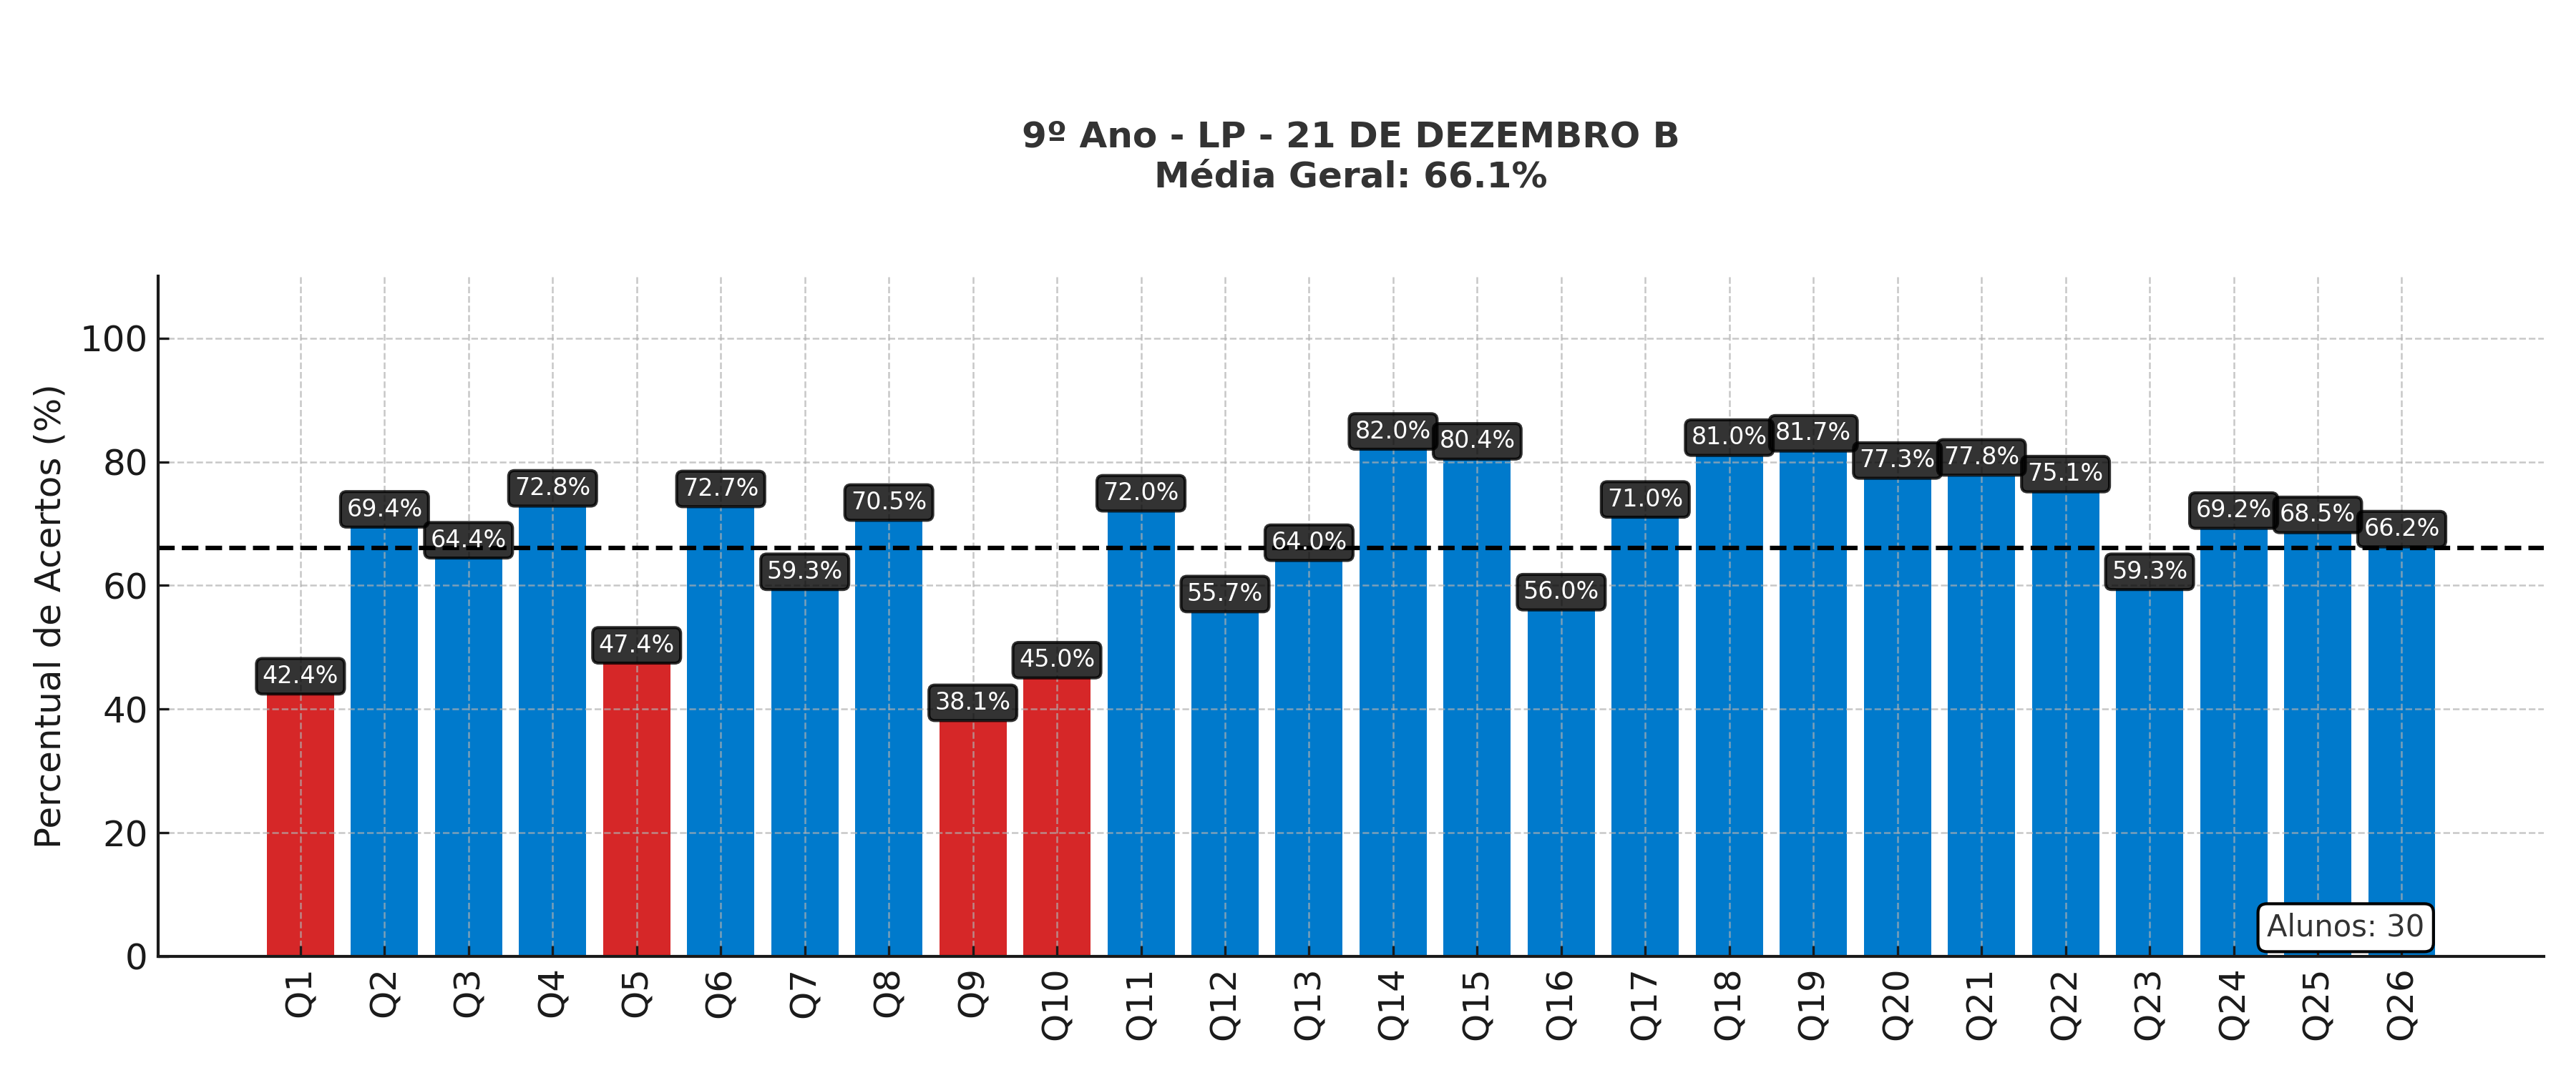 9º Ano - LP - 21 DE DEZEMBRO B
Média Geral: 66.1%
Percentual de Acertos (%)
100
80
60
40
20
0
42.4%
69.4%
64.4%
72.8%
47.4%
72.7%
59.3%
70.5%
38.1%
45.0%
72.0%
55.7%
64.0%
82.0%
80.4%
56.0%
71.0%
81.0%
81.7%
77.3%
77.8%
75.1%
59.3%
69.2%
68.5%
66.2%
Alunos: 30
Q1
Q2
Q3
Q4
Q5
Q6
Q7
Q8
Q9
Q10
Q11
Q12
Q13
Q14
Q15
Q16
Q17
Q18
Q19
Q20
Q21
Q22
Q23
Q24
Q25
Q26